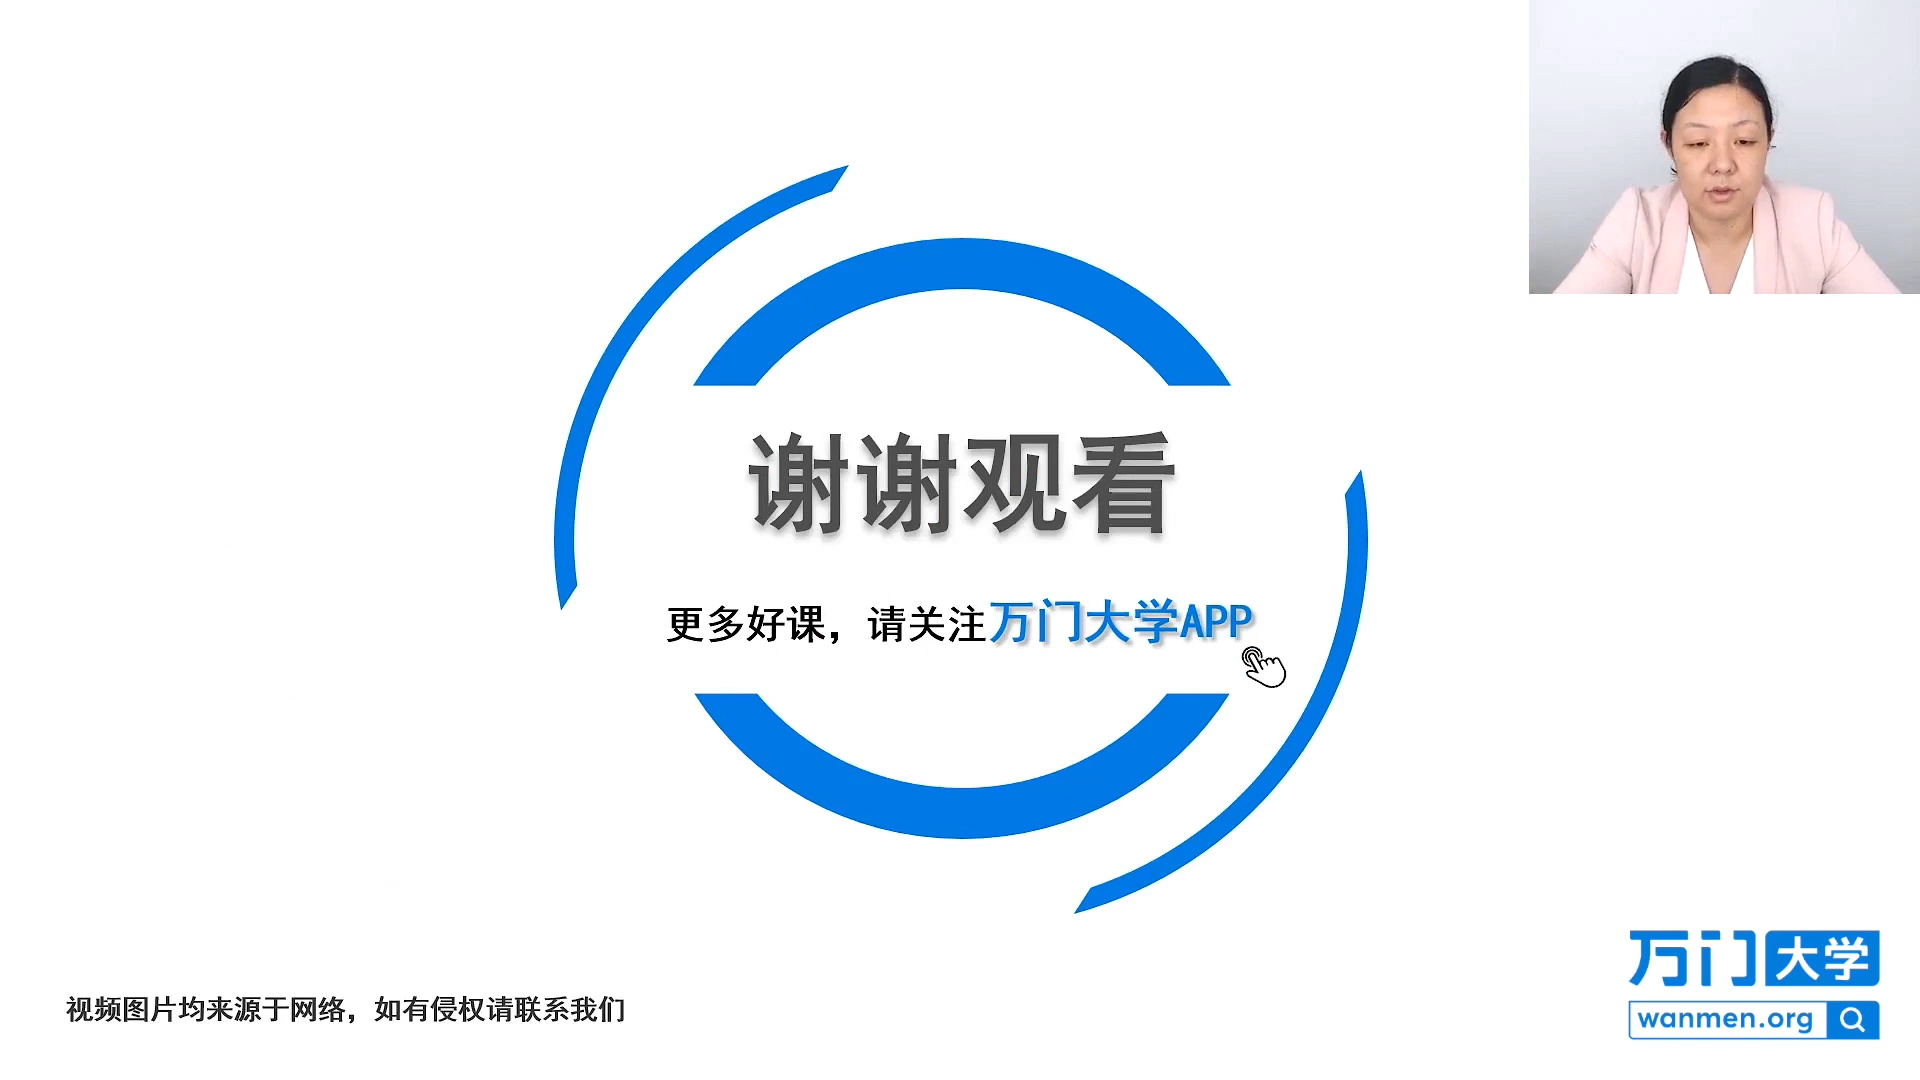 谢谢观看
更多好课，请关注万门大学APP
视频图片均来源于网络，如有侵权请联系我们
万门大学
wanmen.org